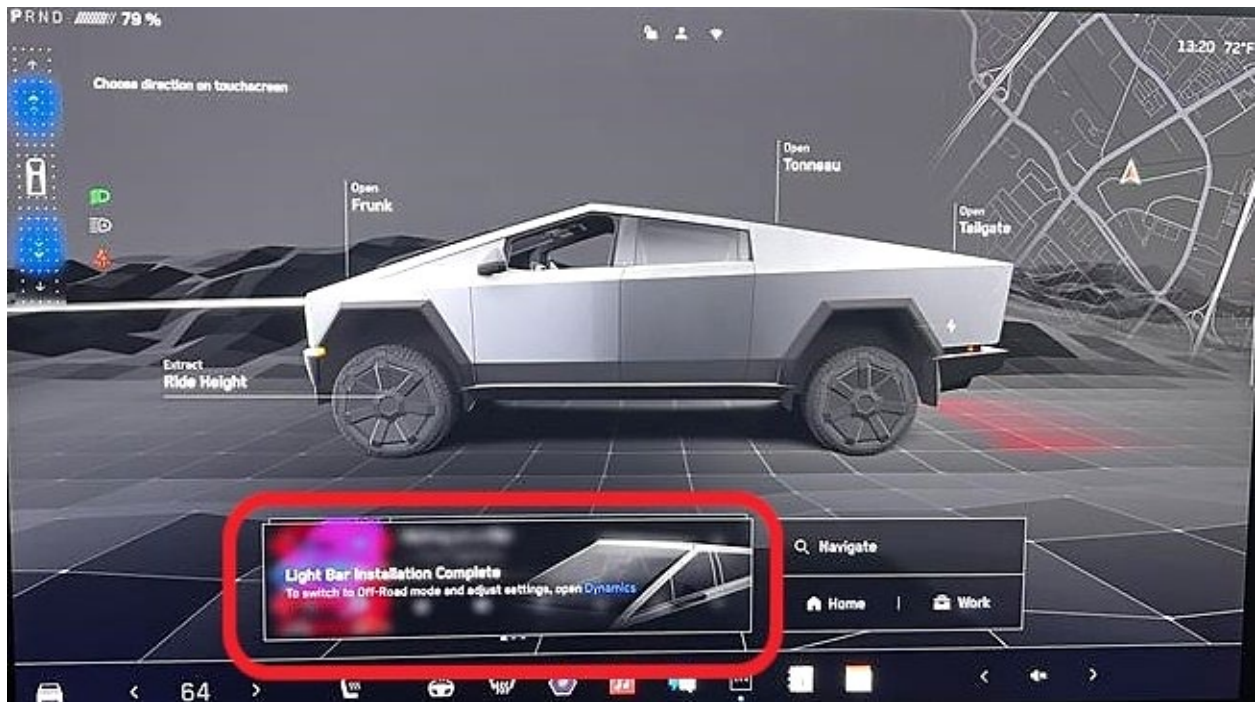 PRND 79 %
13:20 72°F
Choose direction on touchscreen
Open
Tonneau
Open
Frunk
Open
Tailgate
Extract
Ride Height
Light Bar Installation Complete
To switch to Off-Road mode and adjust settings, open Dynamics
Navigate
Home | Work
64